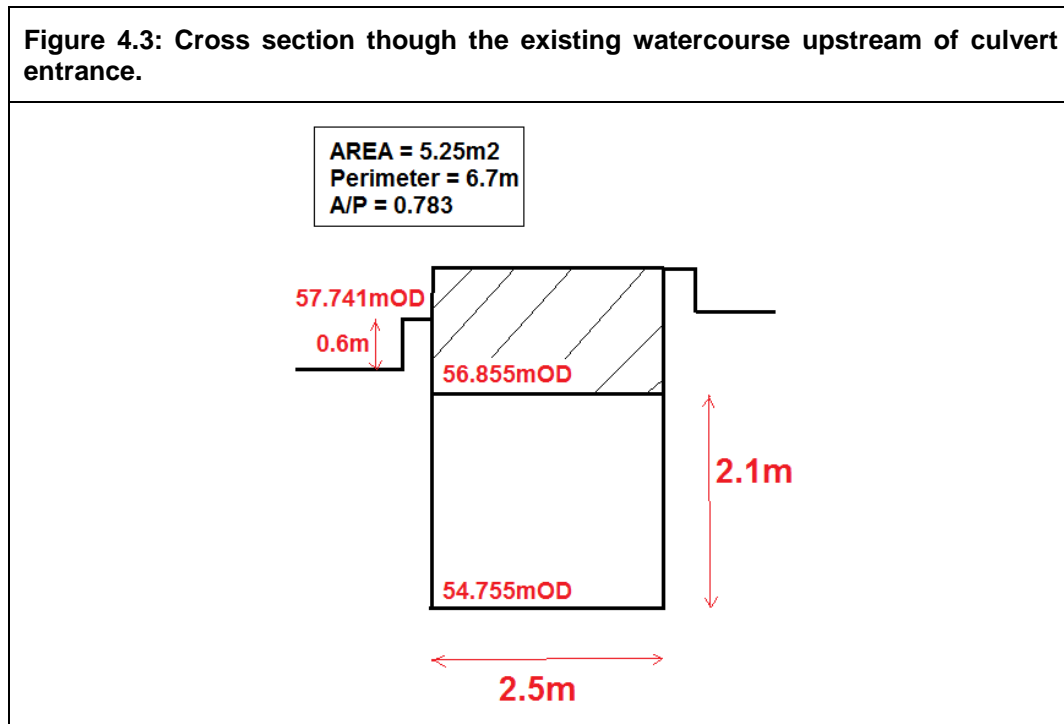 Figure 4.3: Cross section though the existing watercourse upstream of culvert
entrance.
AREA = 5.25m2
Perimeter = 6.7m
A/P = 0.783
57.741mOD
0.6m
56.855mOD
2.1m
54.755mOD
2.5m